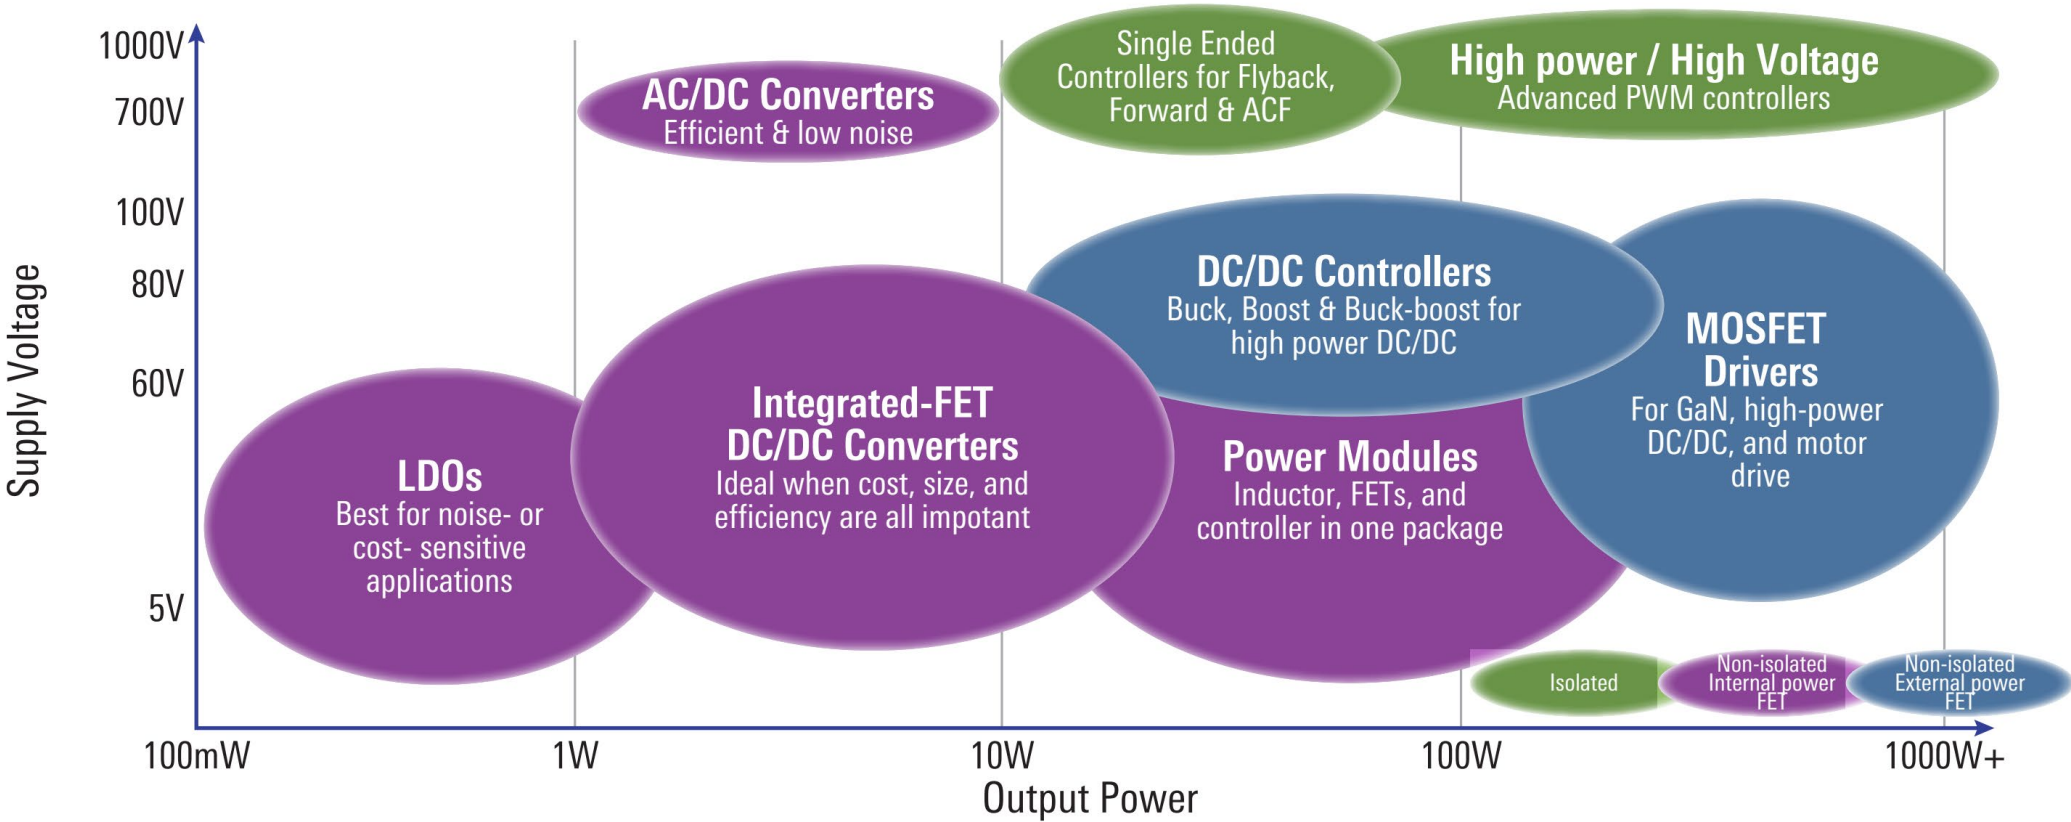 1000V
700V
100V
80V
60V
5V
Supply Voltage
AC/DC Converters
Efficient & low noise
Single Ended
Controllers for Flyback,
Forward & ACF
High power / High Voltage
Advanced PWM controllers
DC/DC Controllers
Buck, Boost & Buck-boost for
high power DC/DC
MOSFET
Drivers
For GaN, high-power
DC/DC, and motor
drive
LDOs
Best for noise- or
cost- sensitive
applications
Integrated-FET
DC/DC Converters
Ideal when cost, size, and
efficiency are all impotant
Power Modules
Inductor, FETs, and
controller in one package
Isolated
Non-isolated
Internal power
FET
Non-isolated
External power
FET
100mW
1W
10W
100W
1000W+
Output Power